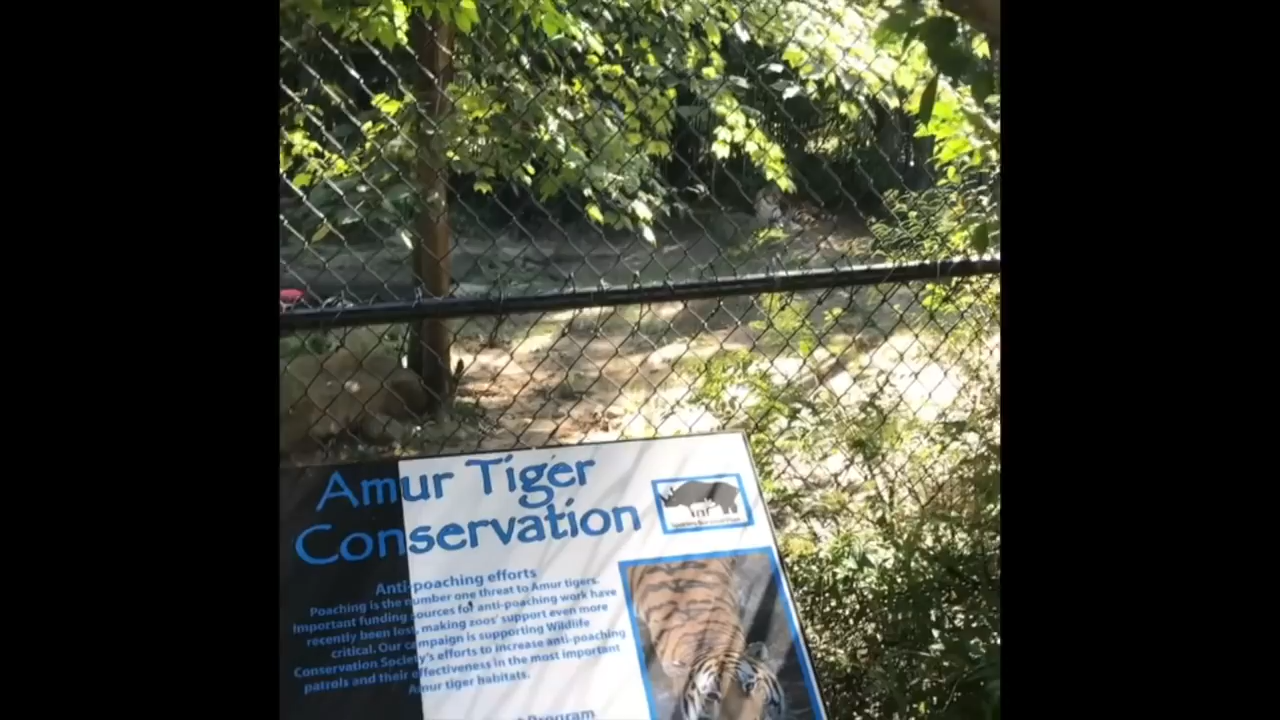 Amur Tiger
Conservation
Anti-poaching efforts
Poaching is the number one threat to Amur tigers.
Important funding sources for anti-poaching work have
recently been lost, making zoos' support even more
critical. Our campaign is supporting Wildlife
Conservation Society's efforts to increase anti-poaching
patrols and their effectiveness in the most important
Amur tiger habitats.
Program